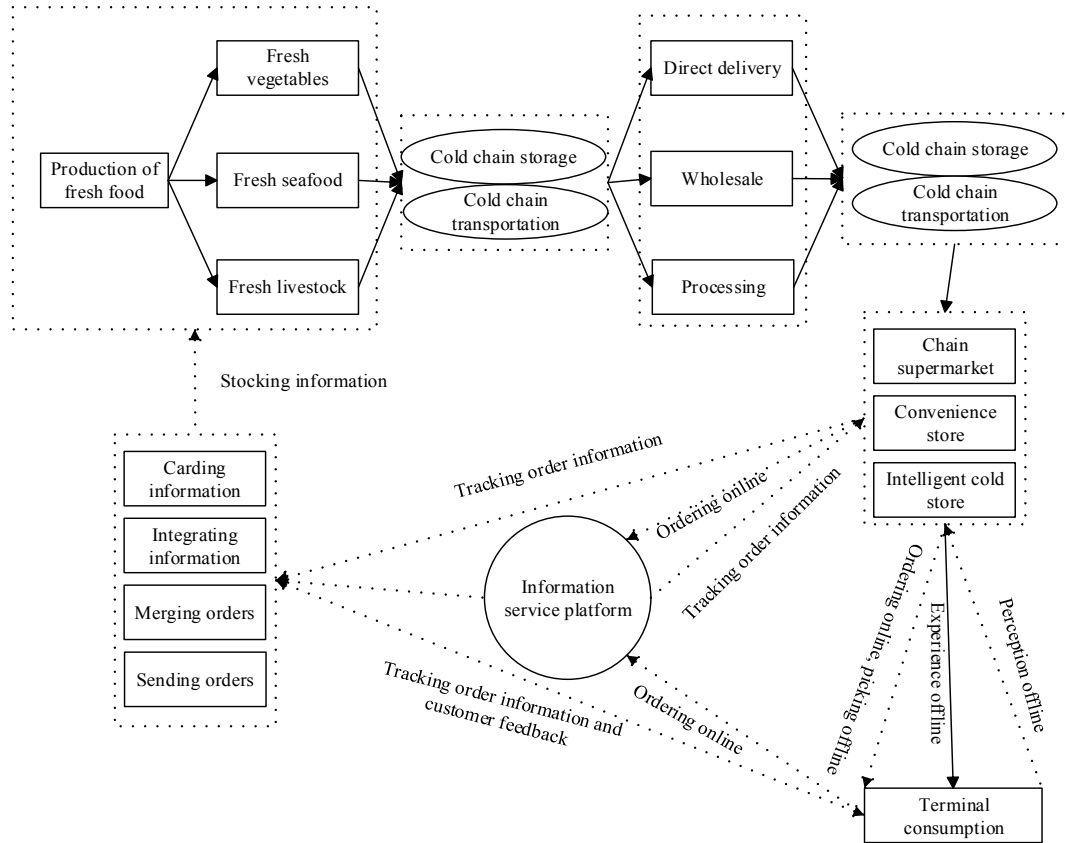 Fresh
vegetables
Direct delivery
Cold chain storage
Cold chain
transportation
Production of
fresh food
Fresh seafood
Wholesale
Cold chain storage
Cold chain
transportation
Fresh livestock
Processing
Stocking information
Chain
supermarket
Convenience
store
Intelligent cold
store
Carding
information
Integrating
information
Merging orders
Sending orders
Tracking order information
Ordering online
Tracking order information
Information
service platform
Tracking order information and
customer feedback
Ordering online
Ordering online, picking offline
Experience offline
Perception offline
Terminal
consumption